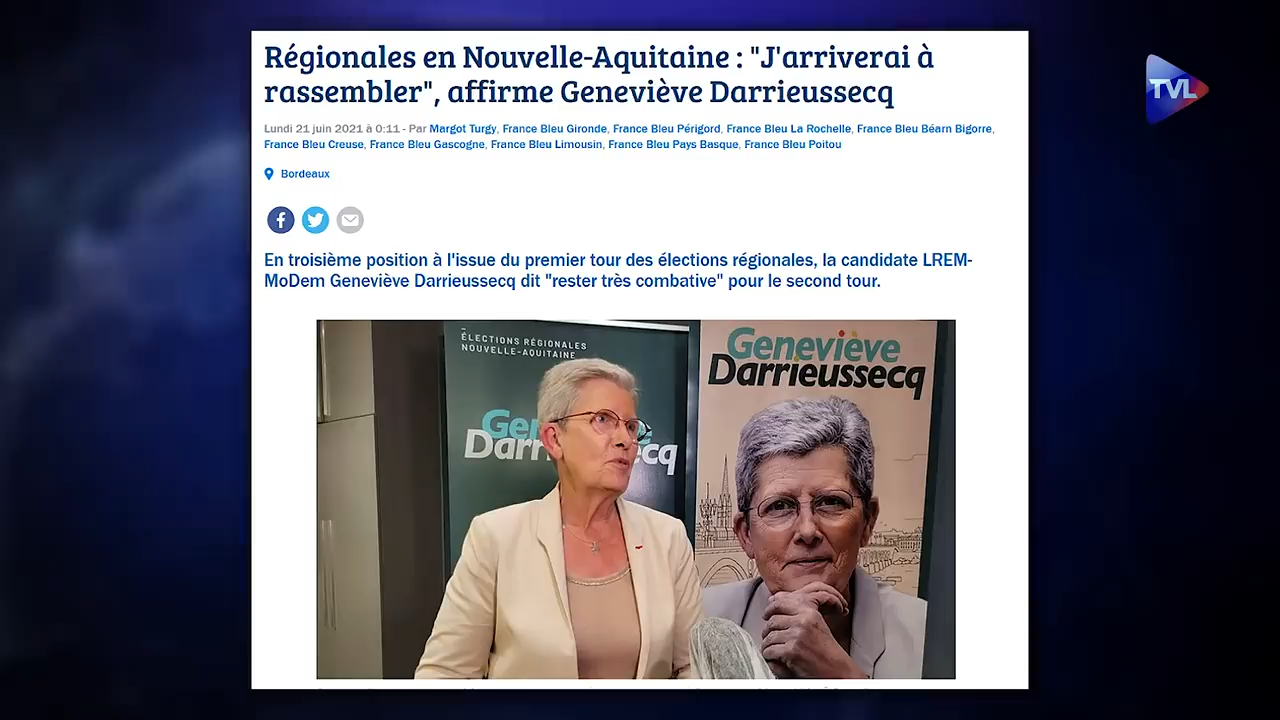 Régionales en Nouvelle-Aquitaine : "J'arriverai à
rassembler", affirme Geneviève Darrieussecq
TVL
Lundi 21 juin 2021 à 0:11 - Par Margot Turgy, France Bleu Gironde, France Bleu Périgord, France Bleu La Rochelle, France Bleu Béarn Bigorre,
France Bleu Creuse, France Bleu Gascogne, France Bleu Limousin, France Bleu Pays Basque, France Bleu Poitou
Bordeaux
En troisième position à l'issue du premier tour des élections régionales, la candidate LREM-
MoDem Geneviève Darrieussecq dit "rester très combative" pour le second tour.
ÉLECTIONS RÉGIONALES
NOUVELLE-AQUITAINE
Gen
Darr cq
Geneviève
Darrieussecq